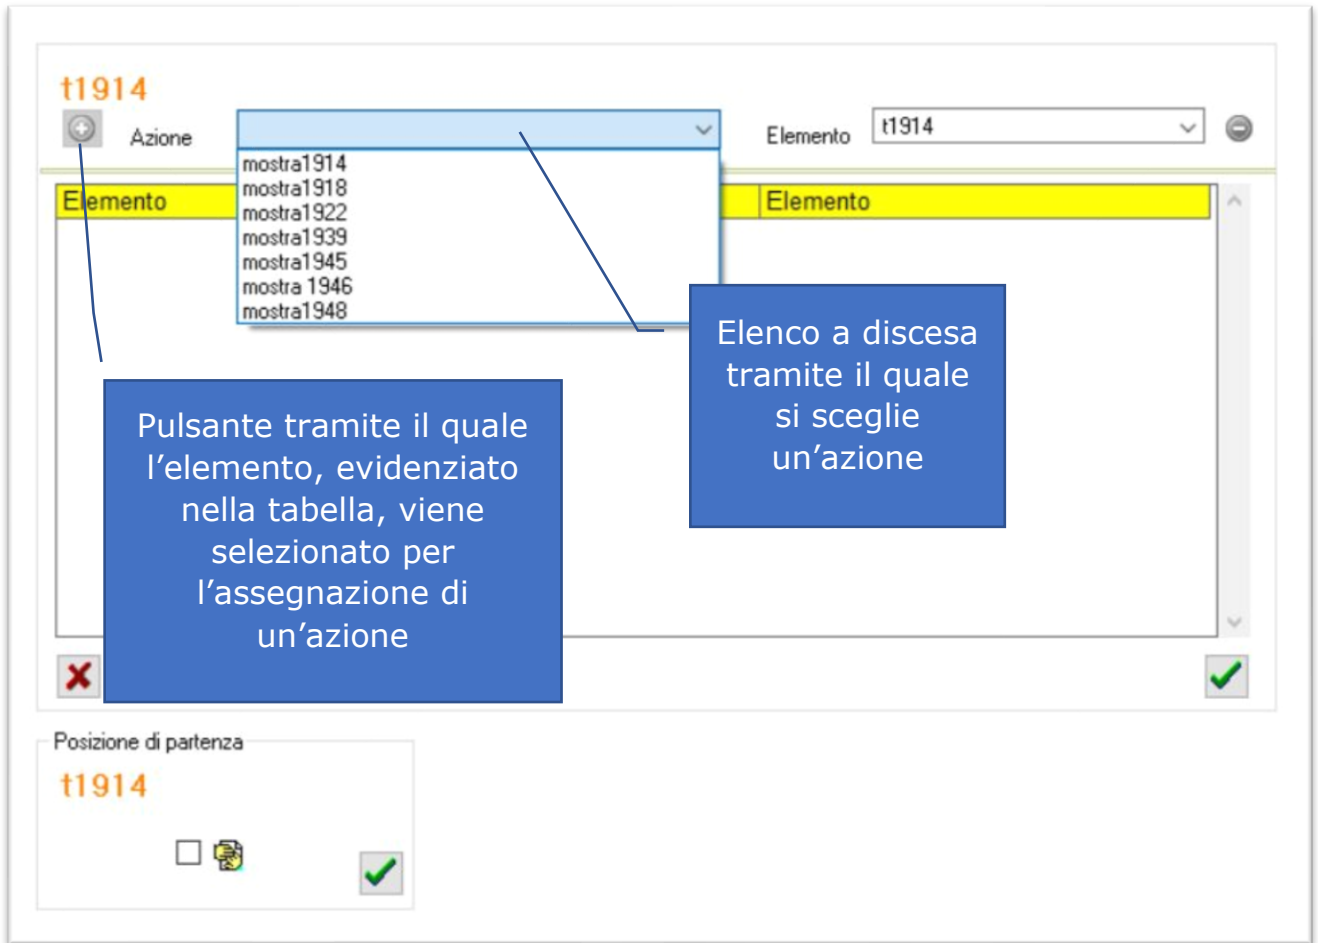 t1914
Azione
Elemento t1914
mostra1914
mostra1918
mostra1922
mostra1939
mostra1945
mostra 1946
mostra1948
Elemento Elemento
Elenco a discesa
tramite il quale
si sceglie
un’azione
Pulsante tramite il quale
l’elemento, evidenziato
nella tabella, viene
selezionato per
l’assegnazione di
un’azione
Posizione di partenza
t1914